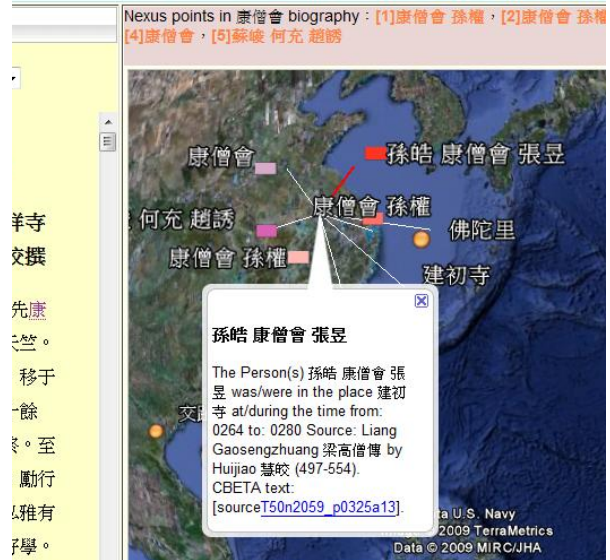 Nexus points in 康僧會 biography：[1]康僧會 孫權，[2]康僧會 孫權
[4]康僧會，[5]蘇峻 何充 趙誘
寺
撰
先康
竺。
移于
餘
。至
勵行
雅有
學。
康僧會
孫皓 康僧會 張昱
何充 趙誘
康僧會 孫權
佛陀里
康僧會 孫權
建初寺
孫皓 康僧會 張昱
The Person(s) 孫皓 康僧會 張
昱 was/were in the place 建初
寺 at/during the time from:
0264 to: 0280 Source: Liang
Gaosengzhuang 梁高僧傳 by
Huijiao 慧皎 (497-554).
CBETA text:
[sourceT50n2059_p0325a13].
交
U.S. Navy
2009 TerraMetrics
Data © 2009 MIRC/JHA